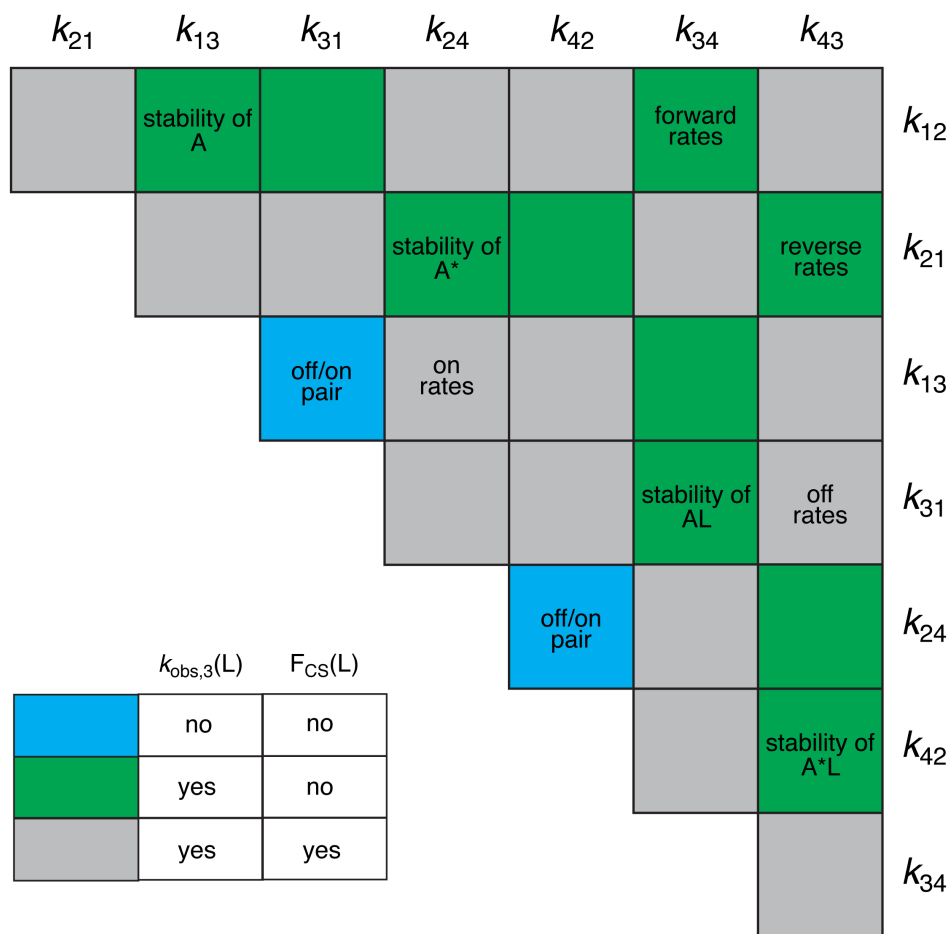 k21 k13 k31 k24 k42 k34 k43
stability of
A
forward
rates
k12
stability of
A*
reverse
rates
k21
off/on
pair
on
rates
k13
stability of
AL
off
rates
k31
off/on
pair
k24
kobs,3(L) FCS(L)
no no
stability of
A*L
k42
yes no
yes yes
k34